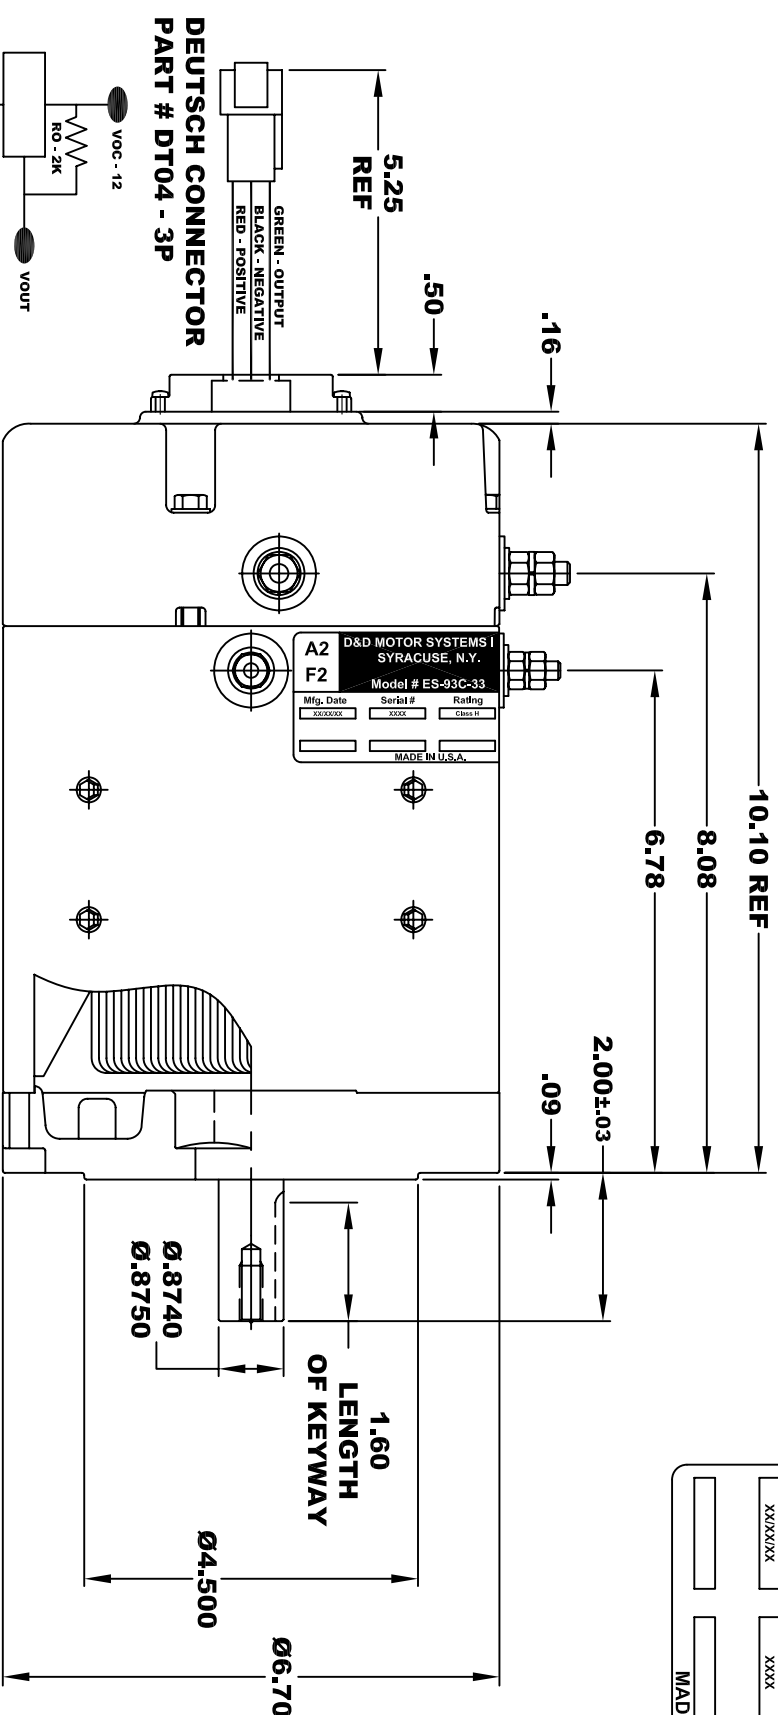 DEUTSCH CONNECTOR
PART # DT04 - 3P
VOC - 12
RO - 2K
VOUT
5.25
REF
GREEN - OUTPUT
BLACK - NEGATIVE
RED - POSITIVE
.50
.16
10.10 REF
8.08
6.78
A2
F2
D&D MOTOR SYSTEMS I
SYRACUSE, N.Y.
Model # ES-93C-33
Mfg. Date Serial # Rating
XX/XX/XX XXXX Class H
MADE IN U.S.A.
2.00±.03
.09
Ø.8740
Ø.8750
1.60
LENGTH
OF KEYWAY
Ø4.500
Ø6.70
XX/XX/XX
XXXX
MAD